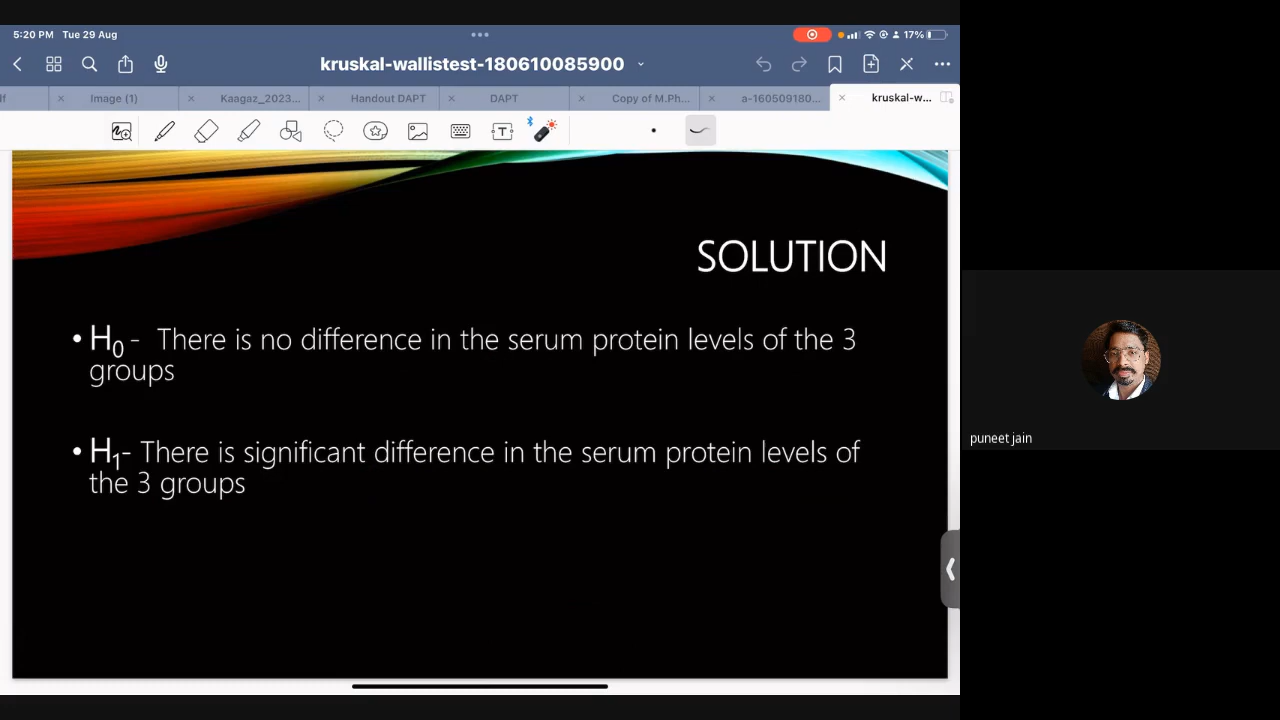 5:20 PM Tue 29 Aug
17%
kruskal-wallistest-180610085900
lf
Image (1)
Kaagaz_2023...
Handout DAPT
DAPT
Copy of M.Ph...
a-160509180...
kruskal-w...
T
SOLUTION
• H0 - There is no difference in the serum protein levels of the 3
groups
• H1- There is significant difference in the serum protein levels of
the 3 groups
puneet jain